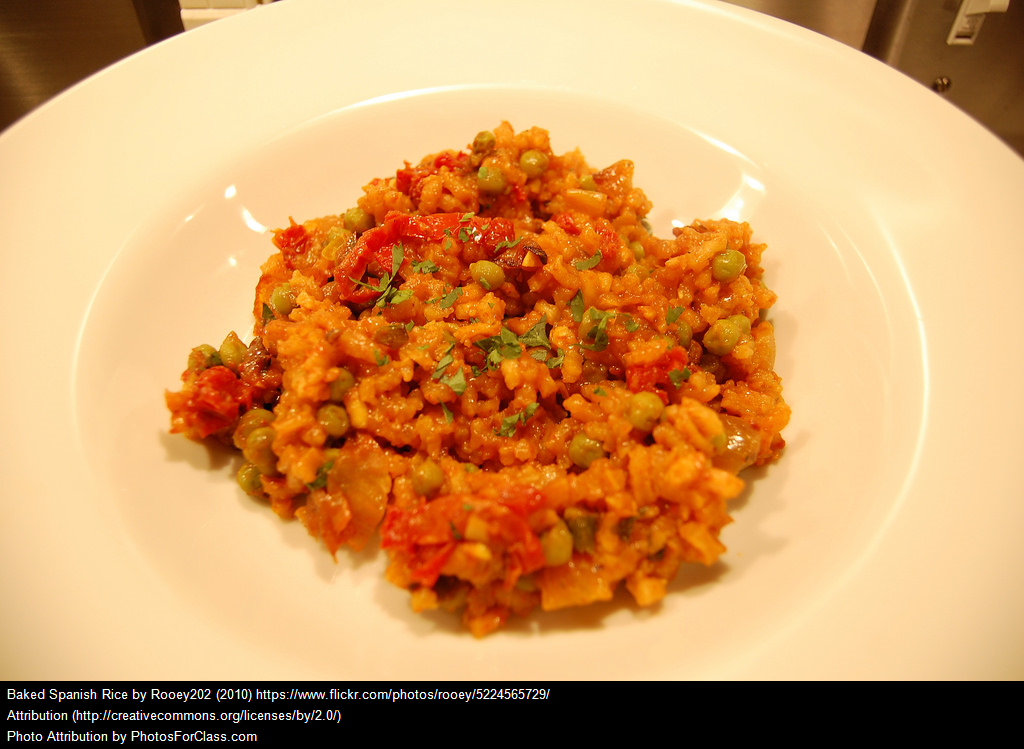 Baked Spanish Rice by Rooey202 (2010) https://www.flickr.com/photos/rooey/5224565729/
Attribution (http://creativecommons.org/licenses/by/2.0/)
Photo Attribution by PhotosForClass.com